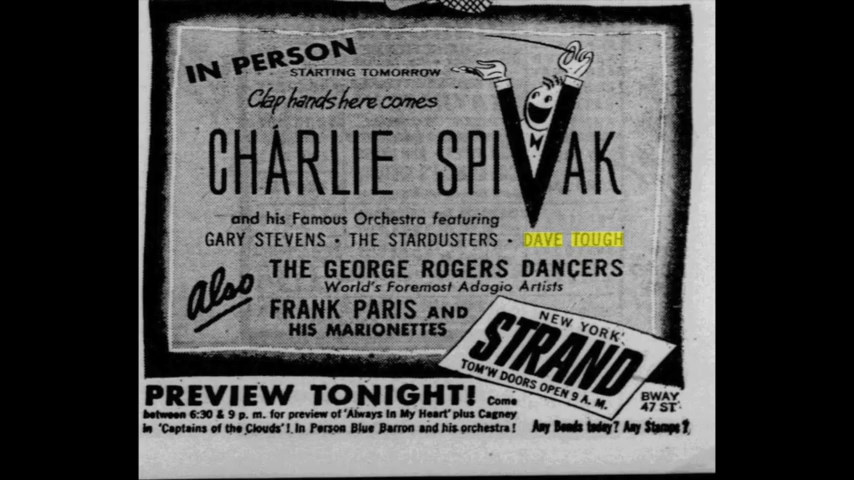 IN PERSON
STARTING TOMORROW
Clap hands here comes
CHARLIE SPIVAK
and his Famous Orchestra featuring
GARY STEVENS · THE STARDUSTERS · DAVE TOUGH
Also
THE GEORGE ROGERS DANCERS
World's Foremost Adagio Artists
FRANK PARIS AND
HIS MARIONETTES
NEW YORK
STRAND
TOM'W DOORS OPEN 9 A. M.
BWAY
47 ST
PREVIEW TONIGHT! Come
between 6:30 & 9 p. m. for preview of 'Always In My Heart' plus Cagney
in 'Captains of the Clouds'! In Person Blue Barron and his orchestra!
Any Bonds today? Any Stamps?